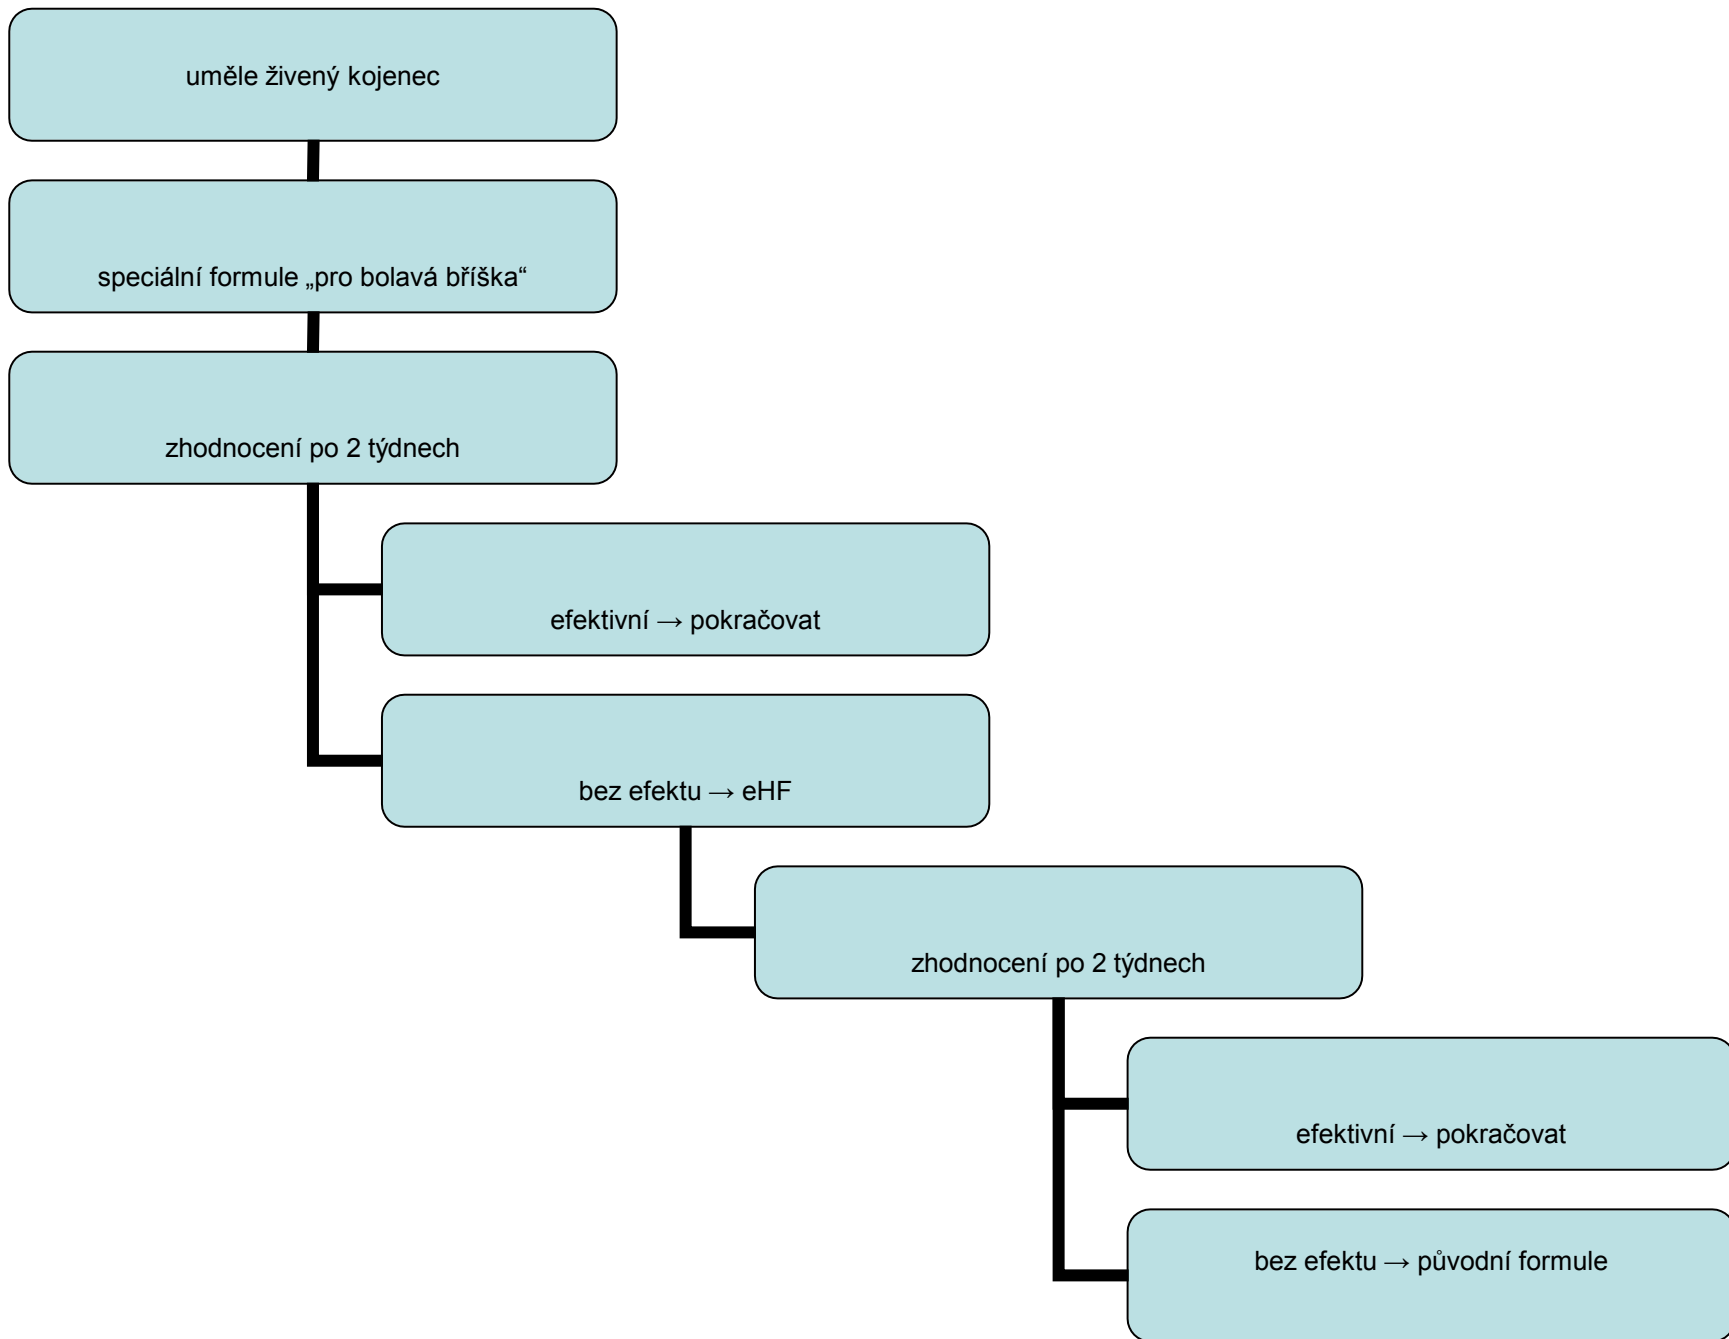 uměle živený kojenec
speciální formule „pro bolavá bříška“
zhodnocení po 2 týdnech
efektivní → pokračovat
bez efektu → eHF
zhodnocení po 2 týdnech
efektivní → pokračovat
bez efektu → původní formule